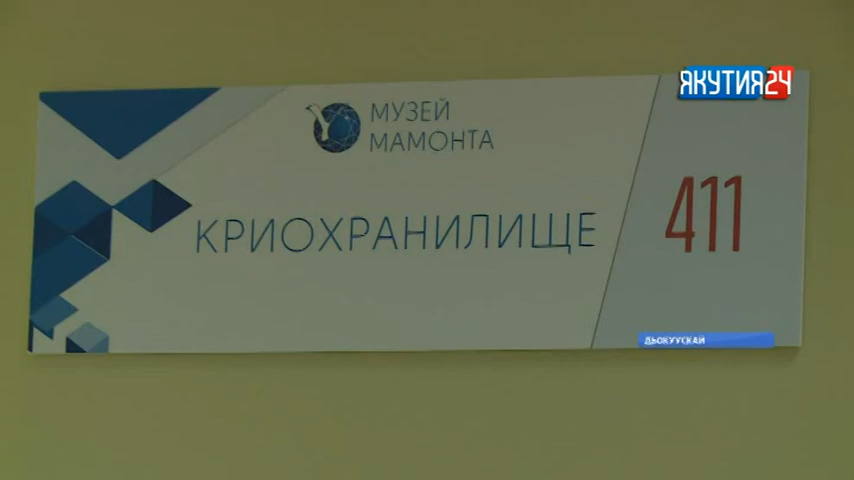 ЯКУТИЯ24
МУЗЕЙ
МАМОНТА
КРИОХРАНИЛИЩЕ
411
ДЬОКУУСКАЙ